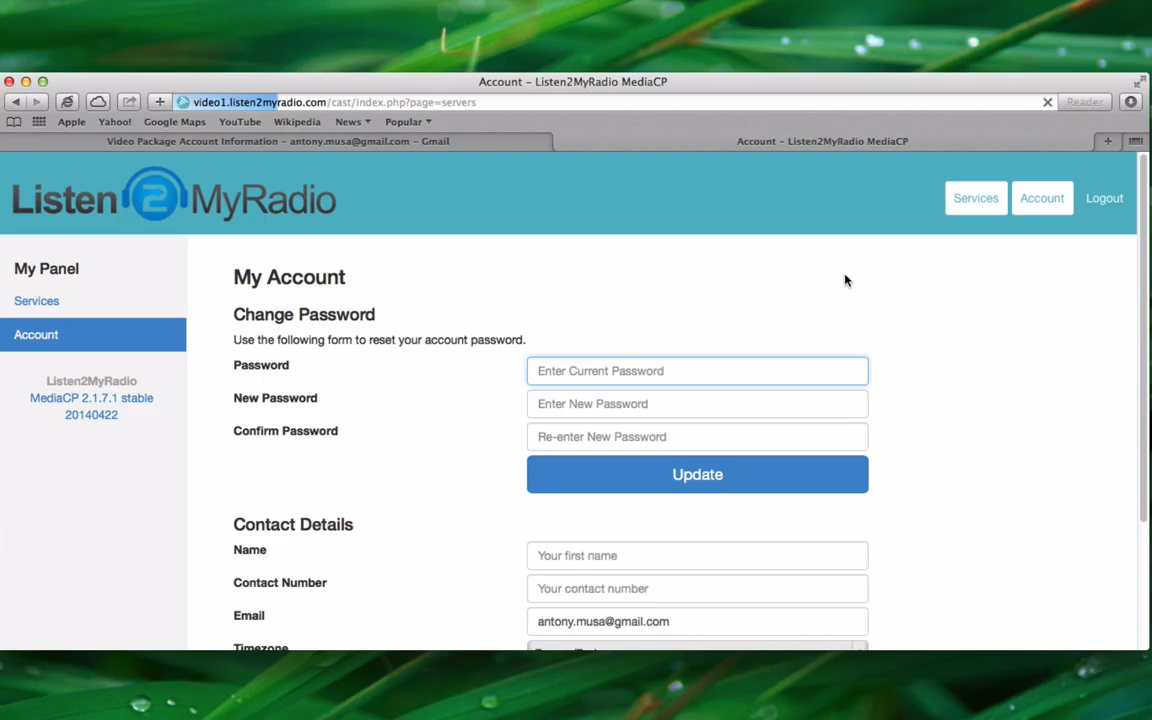 Account – Listen2MyRadio MediaCP
video1.listen2myradio.com/cast/index.php?page=servers
Reader
Apple Yahoo! Google Maps YouTube Wikipedia News Popular
Video Package Account Information – antony.musa@gmail.com – Gmail
Account – Listen2MyRadio MediaCP
Listen 2 MyRadio
Services Account Logout
My Panel
Services
Account
Listen2MyRadio
MediaCP 2.1.7.1 stable
20140422
My Account
Change Password
Use the following form to reset your account password.
Password Enter Current Password
New Password Enter New Password
Confirm Password Re-enter New Password
Update
Contact Details
Name Your first name
Contact Number Your contact number
Email antony.musa@gmail.com
Timezone